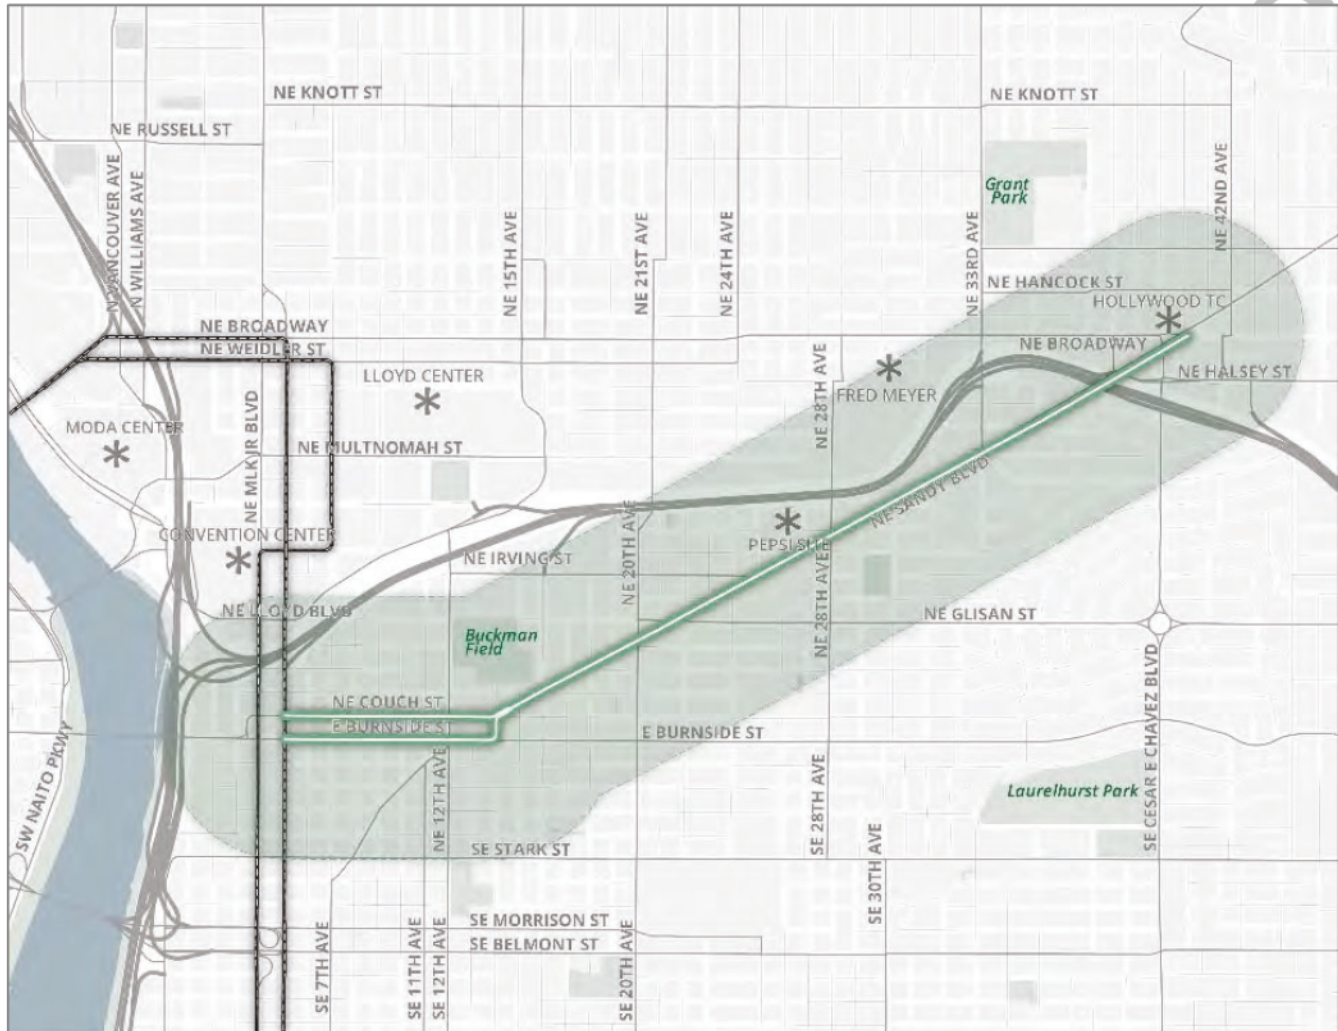 NE KNOTT ST
NE KNOTT ST
NE RUSSELL ST
N VANCOUVER AVE
N WILLIAMS AVE
Grant
Park
NE 15TH AVE
NE 21ST AVE
NE 24TH AVE
NE 33RD AVE
NE 42ND AVE
NE HANCOCK ST
HOLLYWOOD TC
NE BROADWAY
NE WEIDLER ST
NE BROADWAY
NE HALSEY ST
LLOYD CENTER
NE 28TH AVE
FRED MEYER
MODA CENTER
NE MLK JR BLVD
NE MULTNOMAH ST
NE SANDY BLVD
CONVENTION CENTER
NE IRVING ST
NE 20TH AVE
PEPSI SITE
NE 28TH AVE
NE LLOYD BLVD
NE GLISAN ST
Buckman
Field
NE COUCH ST
E BURNSIDE ST
E BURNSIDE ST
SW NAITO PKWY
NE 12TH AVE
SE 28TH AVE
Laurelhurst Park
SE CESAR E CHAVEZ BLVD
SE STARK ST
SE 30TH AVE
SE MORRISON ST
SE BELMONT ST
SE 7TH AVE
SE 11TH AVE
SE 12TH AVE
SE 20TH AVE